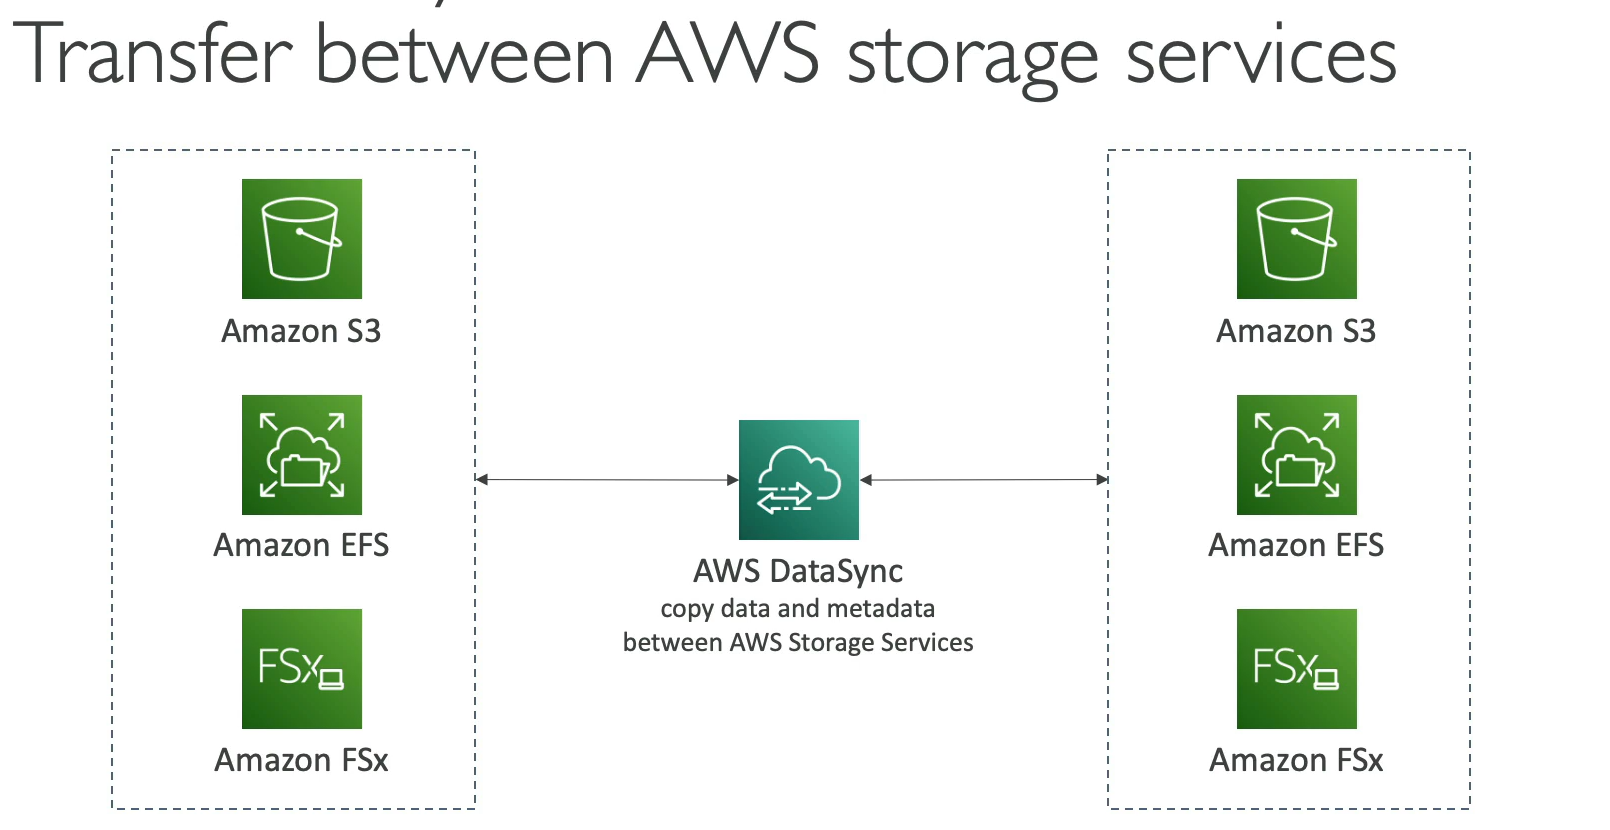 Transfer between AWS storage services
Amazon S3
Amazon EFS
FSx
Amazon FSx
AWS DataSync
copy data and metadata
between AWS Storage Services
Amazon S3
Amazon EFS
FSx
Amazon FSx